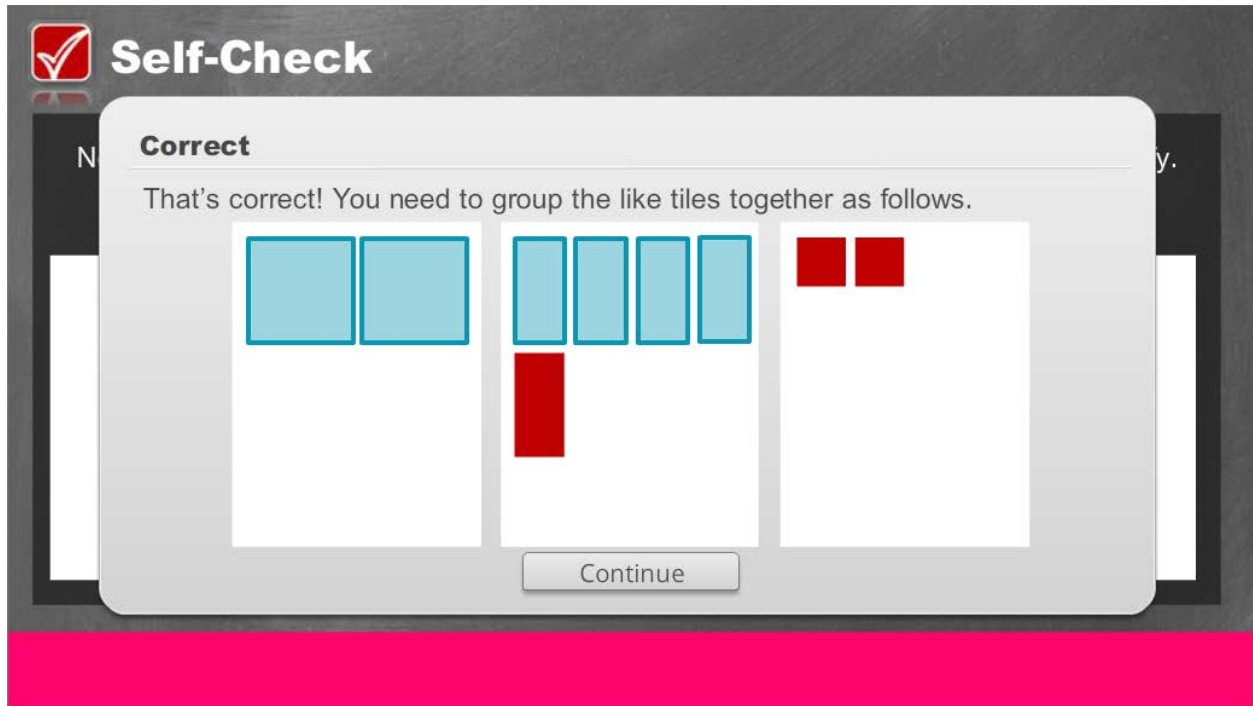 Self-Check
Correct
That's correct! You need to group the like tiles together as follows.
Continue